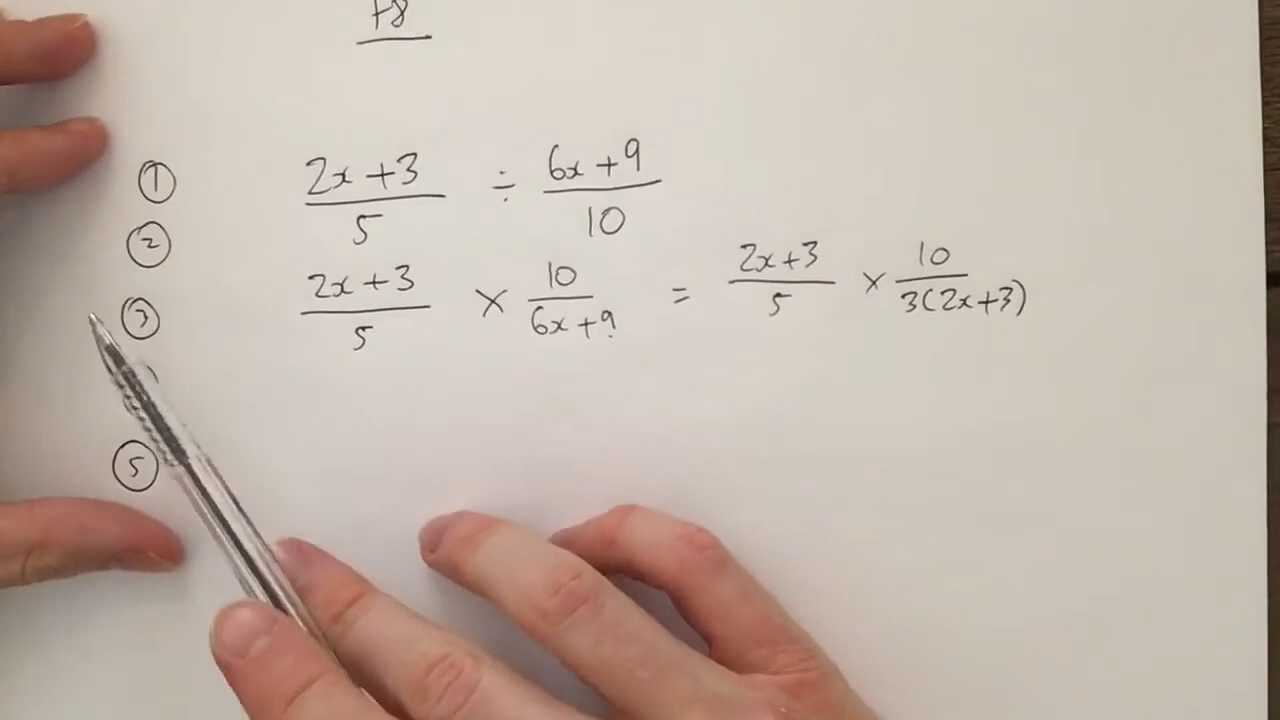 +8
① (2x+3)/5 ÷ (6x+9)/10
②
(2x+3)/5 × 10/(6x+9) = (2x+3)/5 × 10/(3(2x+3))
③
⑤